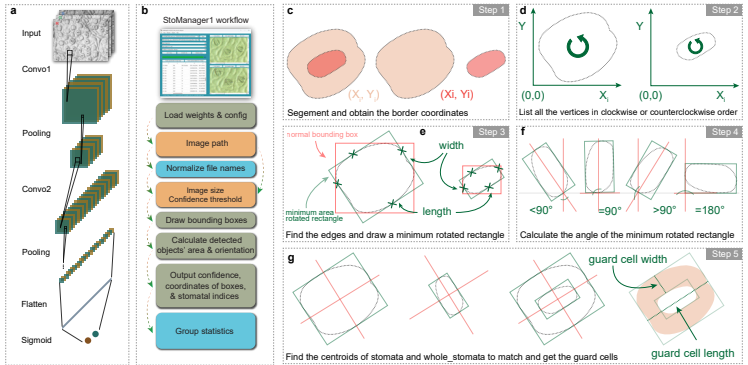 a
Input
Convo1
Pooling
Convo2
Pooling
Flatten
Sigmoid
b
StoManager1 workflow
Load weights & config
Image path
Normalize file names
Image size
Confidence threshold
Draw bounding boxes
Calculate detected
objects' area & orientation
Output confidence,
coordinates of boxes,
& stomatal indices
Group statistics
c
Step 1
(Xi, Yi)
(Xi, Yi)
Segement and obtain the border coordinates
d
Step 2
Y
(0,0)
Xi
Y
(0,0)
Xi
List all the vertices in clockwise or counterclockwise order
Step 3
normal bounding box
e
width
minimum area
rotated rectangle
length
Find the edges and draw a minimum rotated rectangle
f
Step 4
<90°
=90°
>90°
=180°
Calculate the angle of the minimum rotated rectangle
g
Step 5
guard cell width
guard cell length
Find the centroids of stomata and whole_stomata to match and get the guard cells